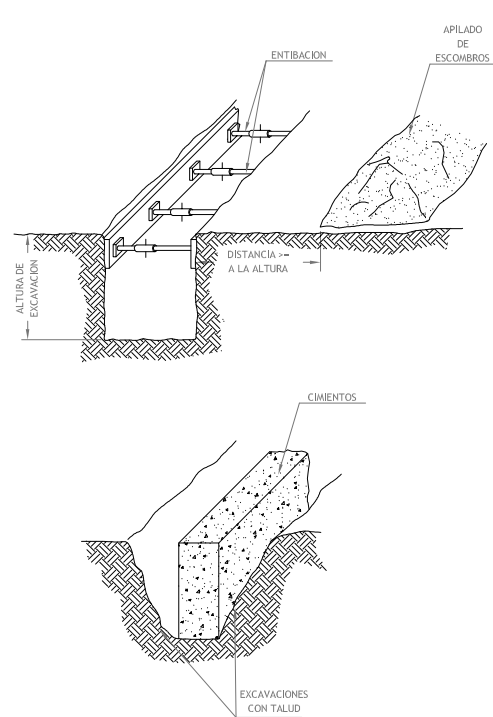 APILADO
DE
ESCOMBROS
ENTIBACION
DISTANCIA >=
A LA ALTURA
ALTURA DE
EXCAVACION
CIMIENTOS
EXCAVACIONES
CON TALUD